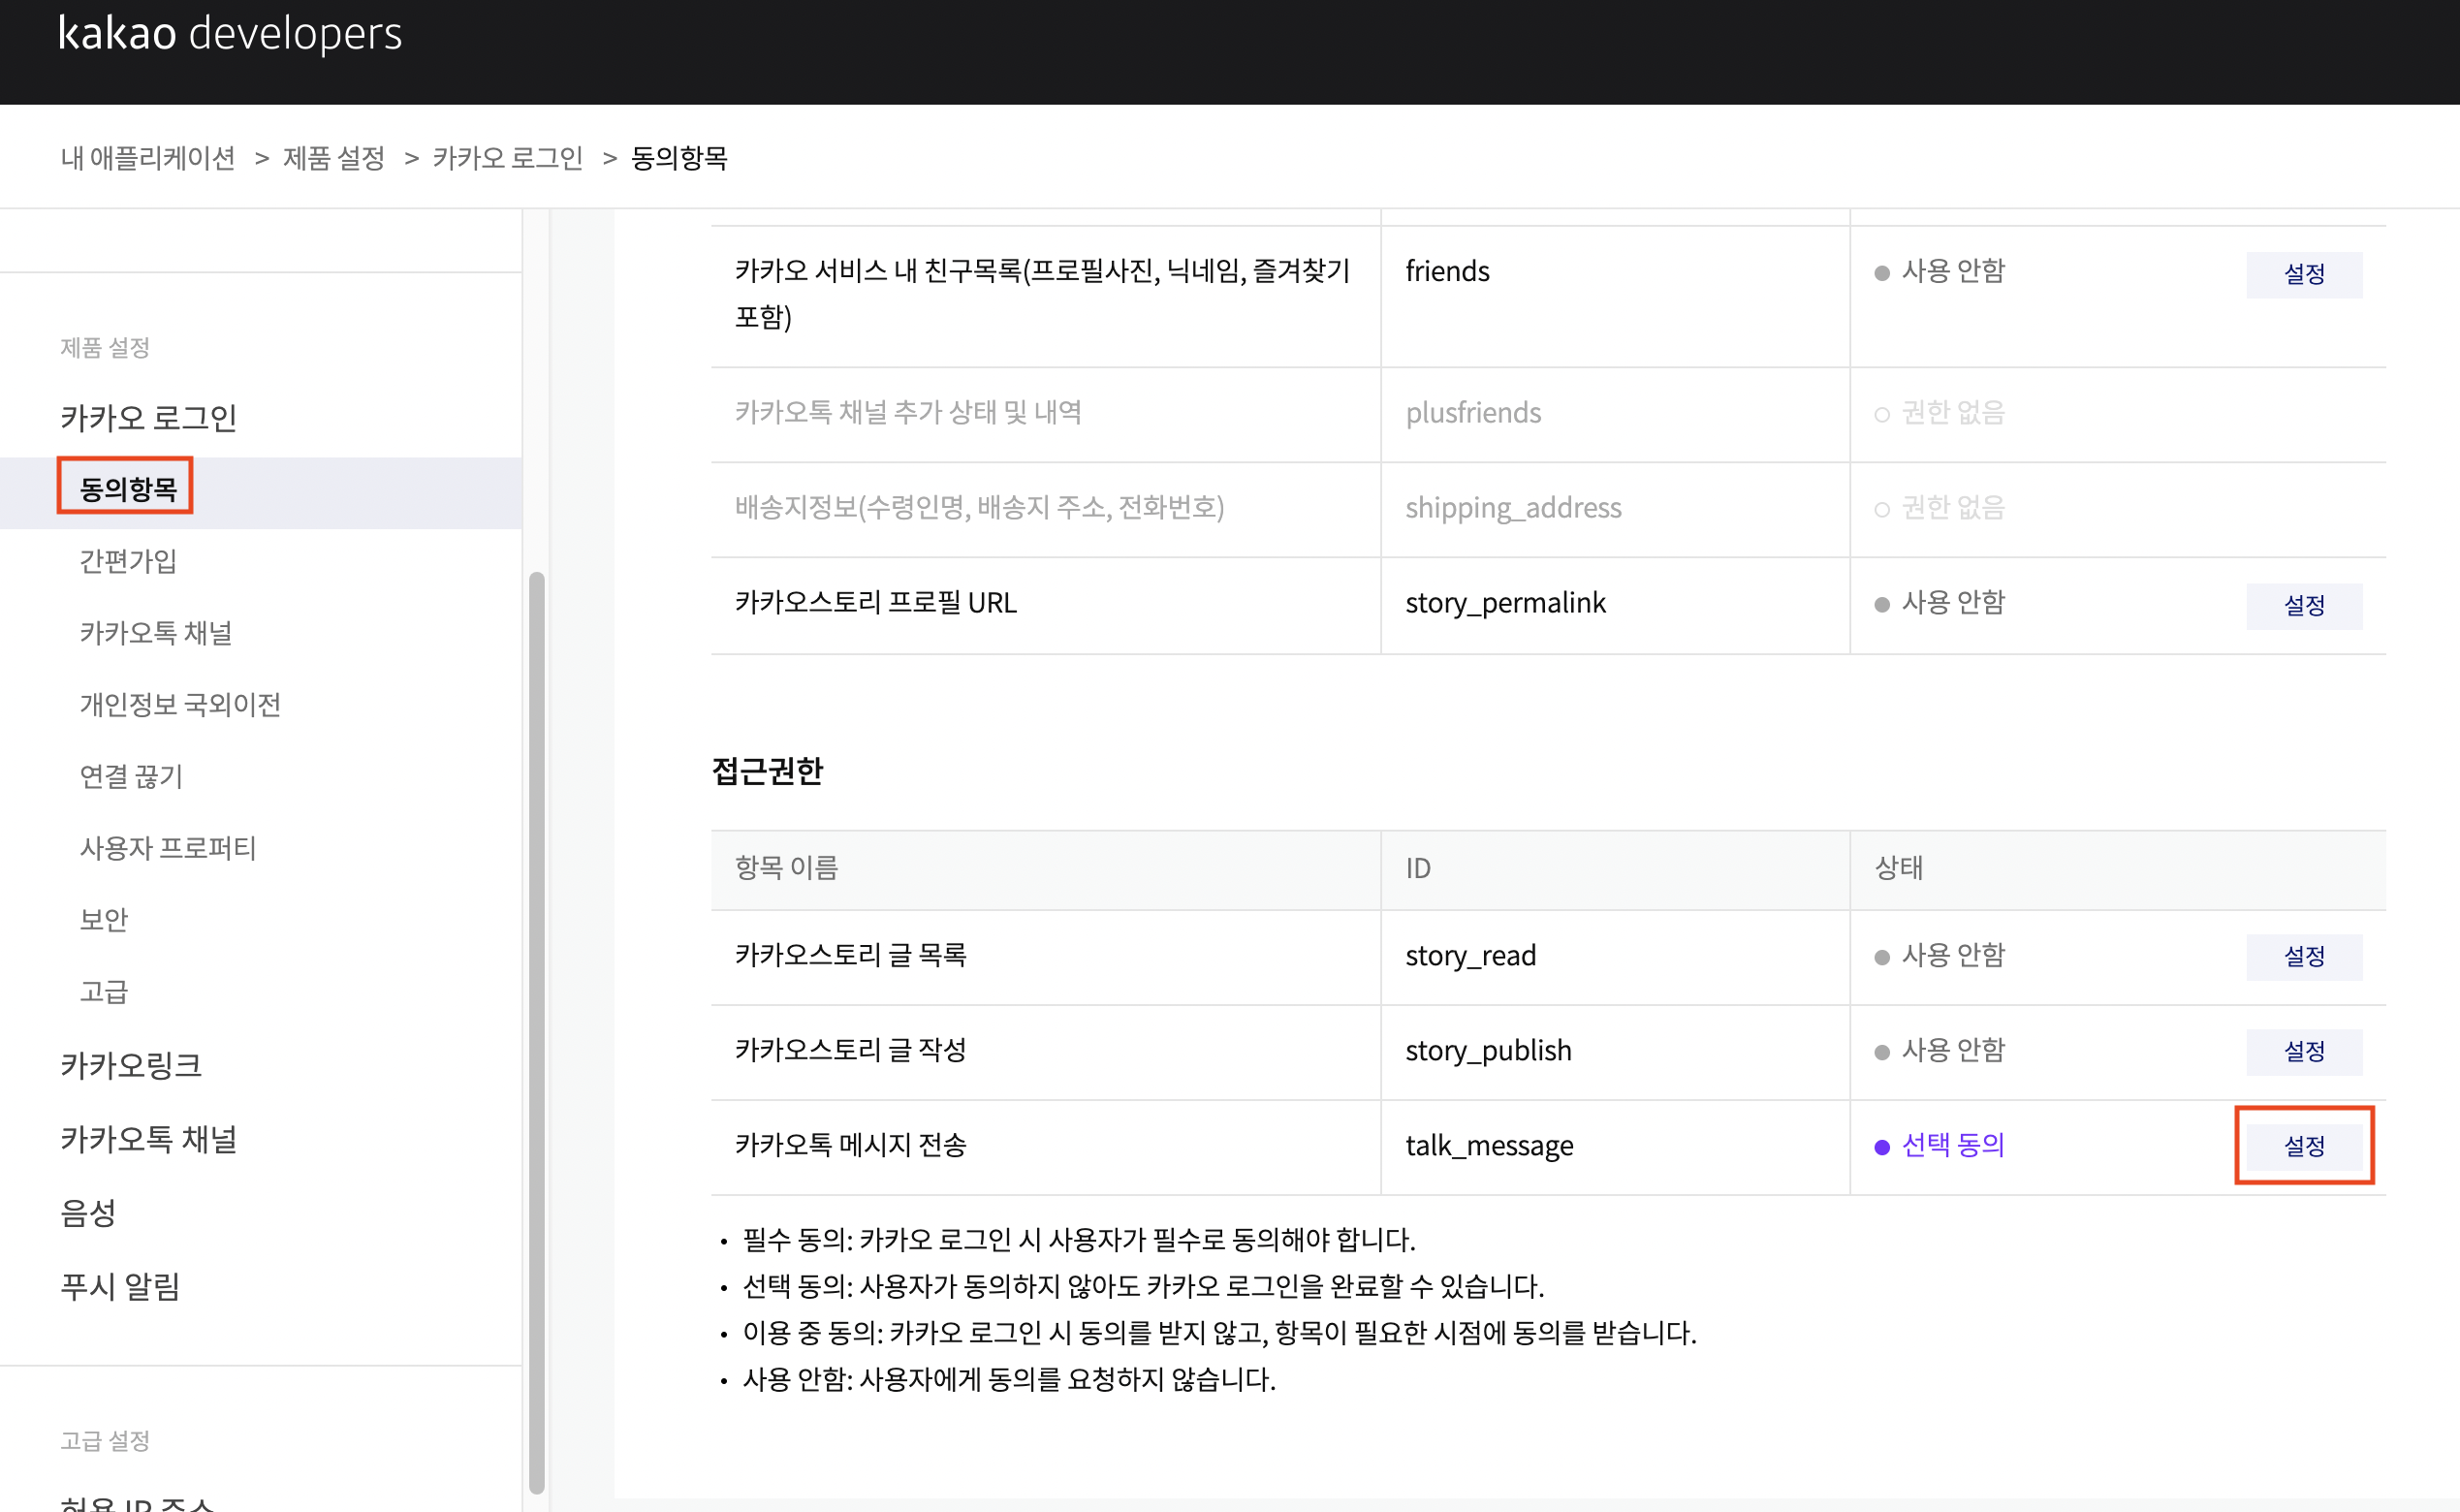 kakao developers
내 애플리케이션 > 제품 설정 > 카카오 로그인 > 동의항목
제품 설정
카카오 로그인
동의항목
간편가입
카카오톡 채널
개인정보 국외이전
연결 끊기
사용자 프로퍼티
보안
고급
카카오링크
카카오톡 채널
음성
푸시 알림
고급 설정
허용 IP 주소
카카오 서비스 내 친구목록(프로필사진, 닉네임, 즐겨찾기 friends 사용 안함 설정
포함)
카카오톡 채널 추가 상태 및 내역 plusfriends 권한 없음
배송지정보(수령인명, 배송지 주소, 전화번호) shipping_address 권한 없음
카카오스토리 프로필 URL story_permalink 사용 안함 설정
접근권한
항목 이름 ID 상태
카카오스토리 글 목록 story_read 사용 안함 설정
카카오스토리 글 작성 story_publish 사용 안함 설정
카카오톡 메시지 전송 talk_message 선택 동의 설정
• 필수 동의: 카카오 로그인 시 사용자가 필수로 동의해야 합니다.
• 선택 동의: 사용자가 동의하지 않아도 카카오 로그인을 완료할 수 있습니다.
• 이용 중 동의: 카카오 로그인 시 동의를 받지 않고, 항목이 필요한 시점에 동의를 받습니다.
• 사용 안함: 사용자에게 동의를 요청하지 않습니다.